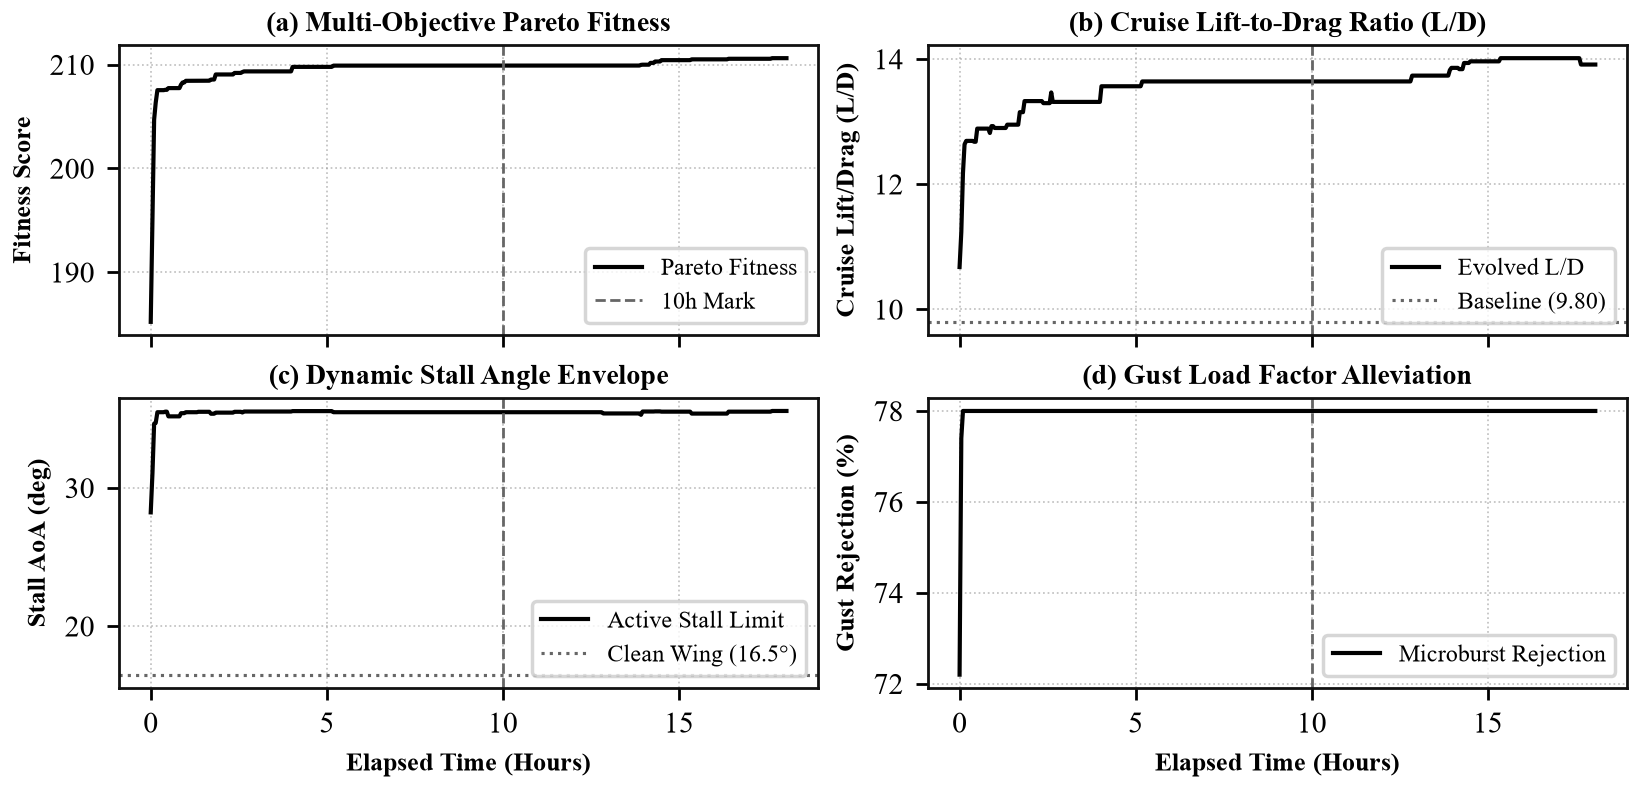 (a) Multi-Objective Pareto Fitness
Fitness Score
210
200
190
Pareto Fitness
10h Mark
(b) Cruise Lift-to-Drag Ratio (L/D)
Cruise Lift/Drag (L/D)
14
12
10
Evolved L/D
Baseline (9.80)
(c) Dynamic Stall Angle Envelope
Stall AoA (deg)
30
20
Active Stall Limit
Clean Wing (16.5°)
0
5
10
15
Elapsed Time (Hours)
(d) Gust Load Factor Alleviation
Gust Rejection (%)
78
76
74
72
Microburst Rejection
0
5
10
15
Elapsed Time (Hours)